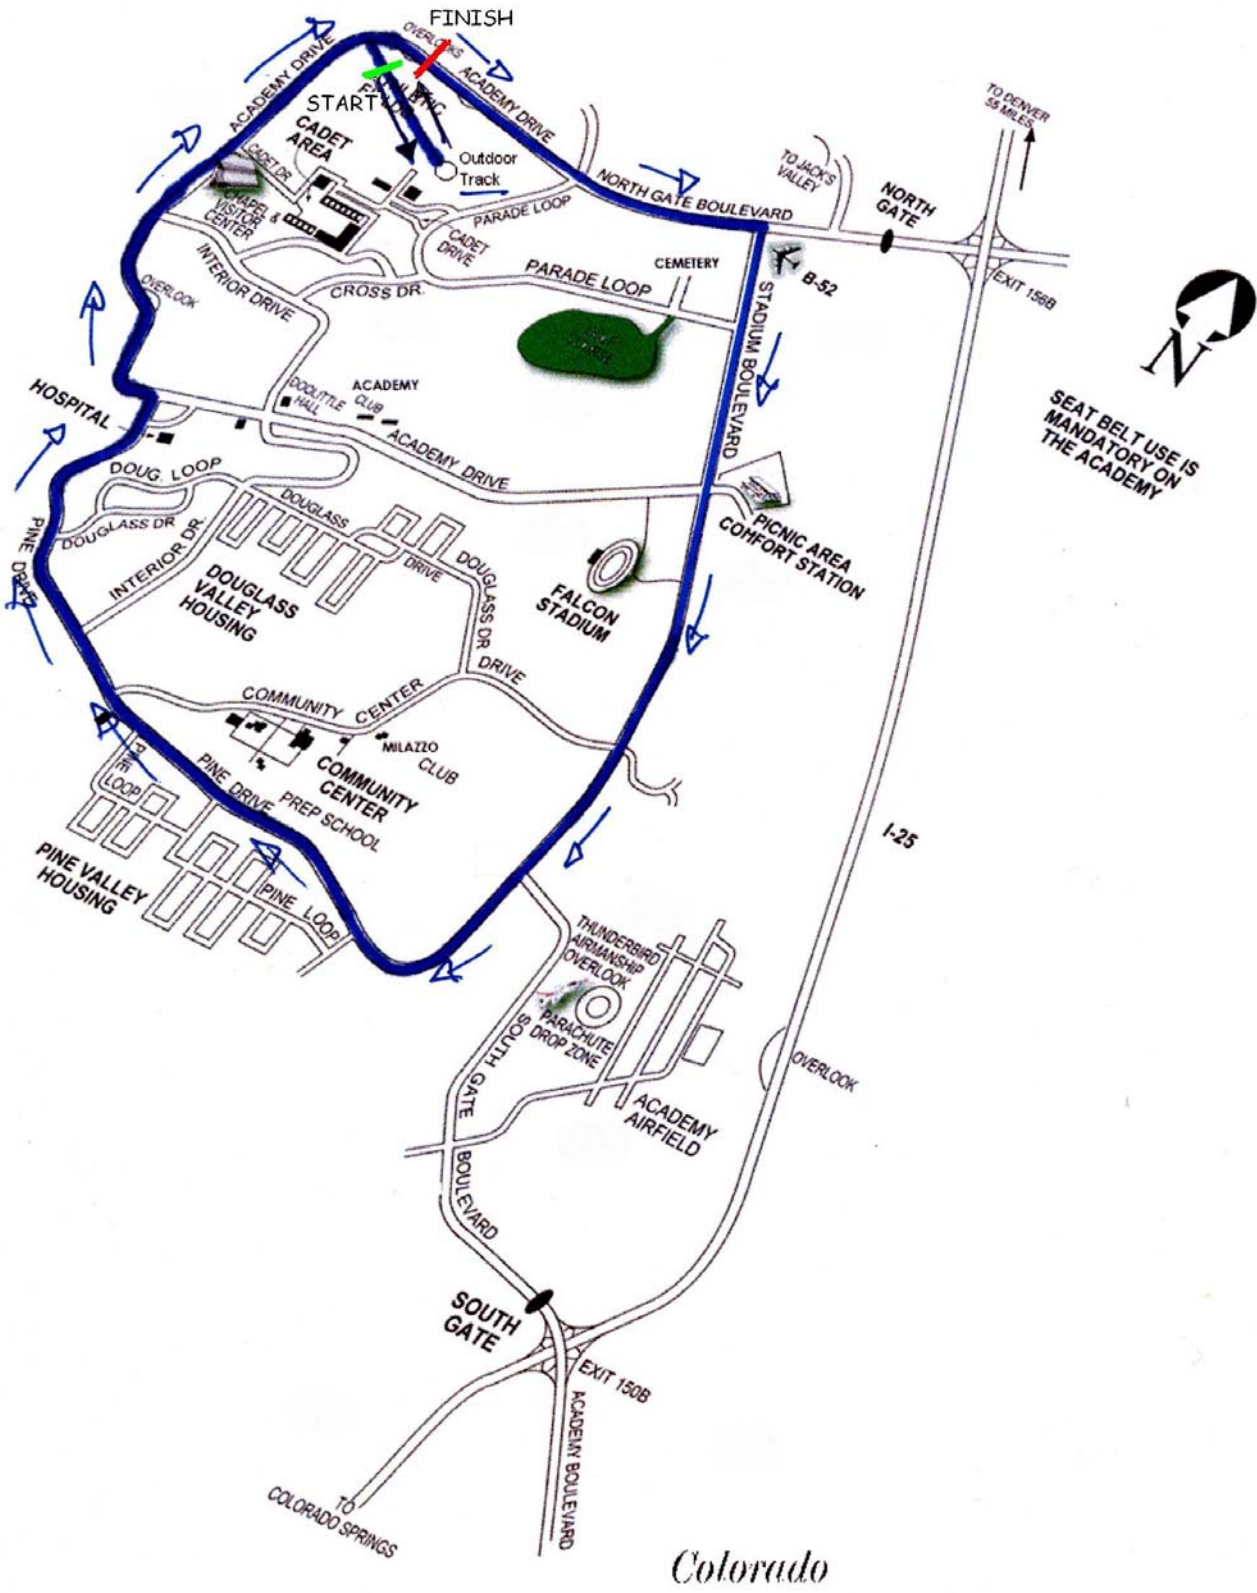 FINISH
OVERLOOKS
ACADEMY DRIVE
ACADEMY DRIVE
START
CADET
AREA
Outdoor
Track
TO DENVER
55 MILES
TO JACK'S
VALLEY
NORTH
GATE
NORTH GATE BOULEVARD
CADET DR.
CHAPEL
VISITOR
CENTER
&
PARADE LOOP
CADET
DRIVE
INTERIOR DRIVE
CROSS DR.
PARADE LOOP
CEMETERY
B-52
EXIT 156B
OVERLOOK
STADIUM BOULEVARD
N
HOSPITAL
DOOLITTLE
HALL
ACADEMY
CLUB
ACADEMY DRIVE
SEAT BELT USE IS
MANDATORY ON
THE ACADEMY
DOUG. LOOP
DOUGLASS DR.
INTERIOR DR.
DOUGLASS
DRIVE
DOUGLASS DR.
PICNIC AREA
COMFORT STATION
PINE DRIVE
DOUGLASS
VALLEY
HOUSING
FALCON
STADIUM
COMMUNITY
CENTER
DRIVE
MILAZZO
CLUB
COMMUNITY
CENTER
PINE
LOOP
PINE DRIVE
PREP SCHOOL
I-25
PINE VALLEY
HOUSING
PINE LOOP
THUNDERBIRD
AIRMANSHIP
OVERLOOK
PARACHUTE
DROP ZONE
SOUTH GATE
BOULEVARD
OVERLOOK
ACADEMY
AIRFIELD
SOUTH
GATE
EXIT 150B
ACADEMY BOULEVARD
TO
COLORADO SPRINGS
Colorado